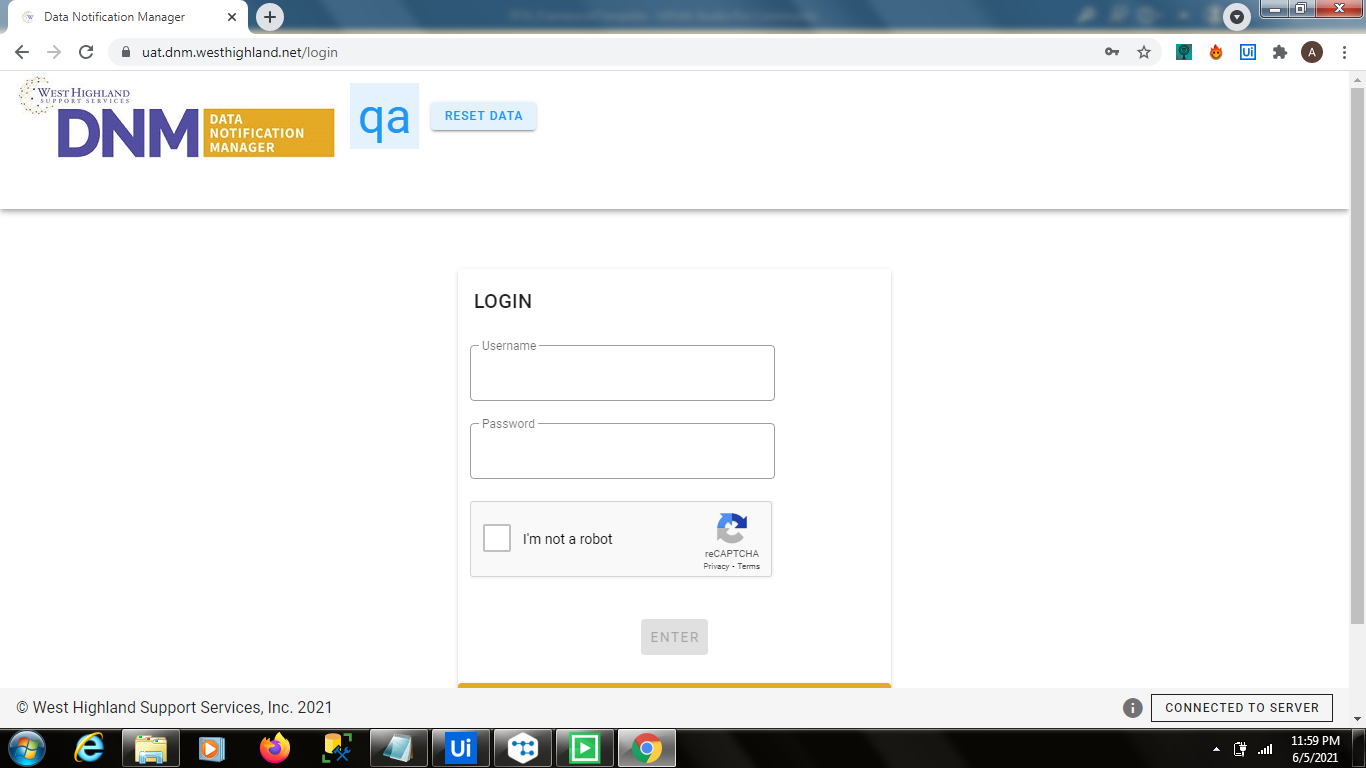 Data Notification Manager
uat.dnm.westhighland.net/login
A
Ui
WEST HIGHLAND
SUPPORT SERVICES
DNM
DATA
NOTIFICATION
MANAGER
qa
RESET DATA
LOGIN
Username
Password
I'm not a robot
reCAPTCHA
Privacy - Terms
ENTER
© West Highland Support Services, Inc. 2021
CONNECTED TO SERVER
Ui
11:59 PM
6/5/2021